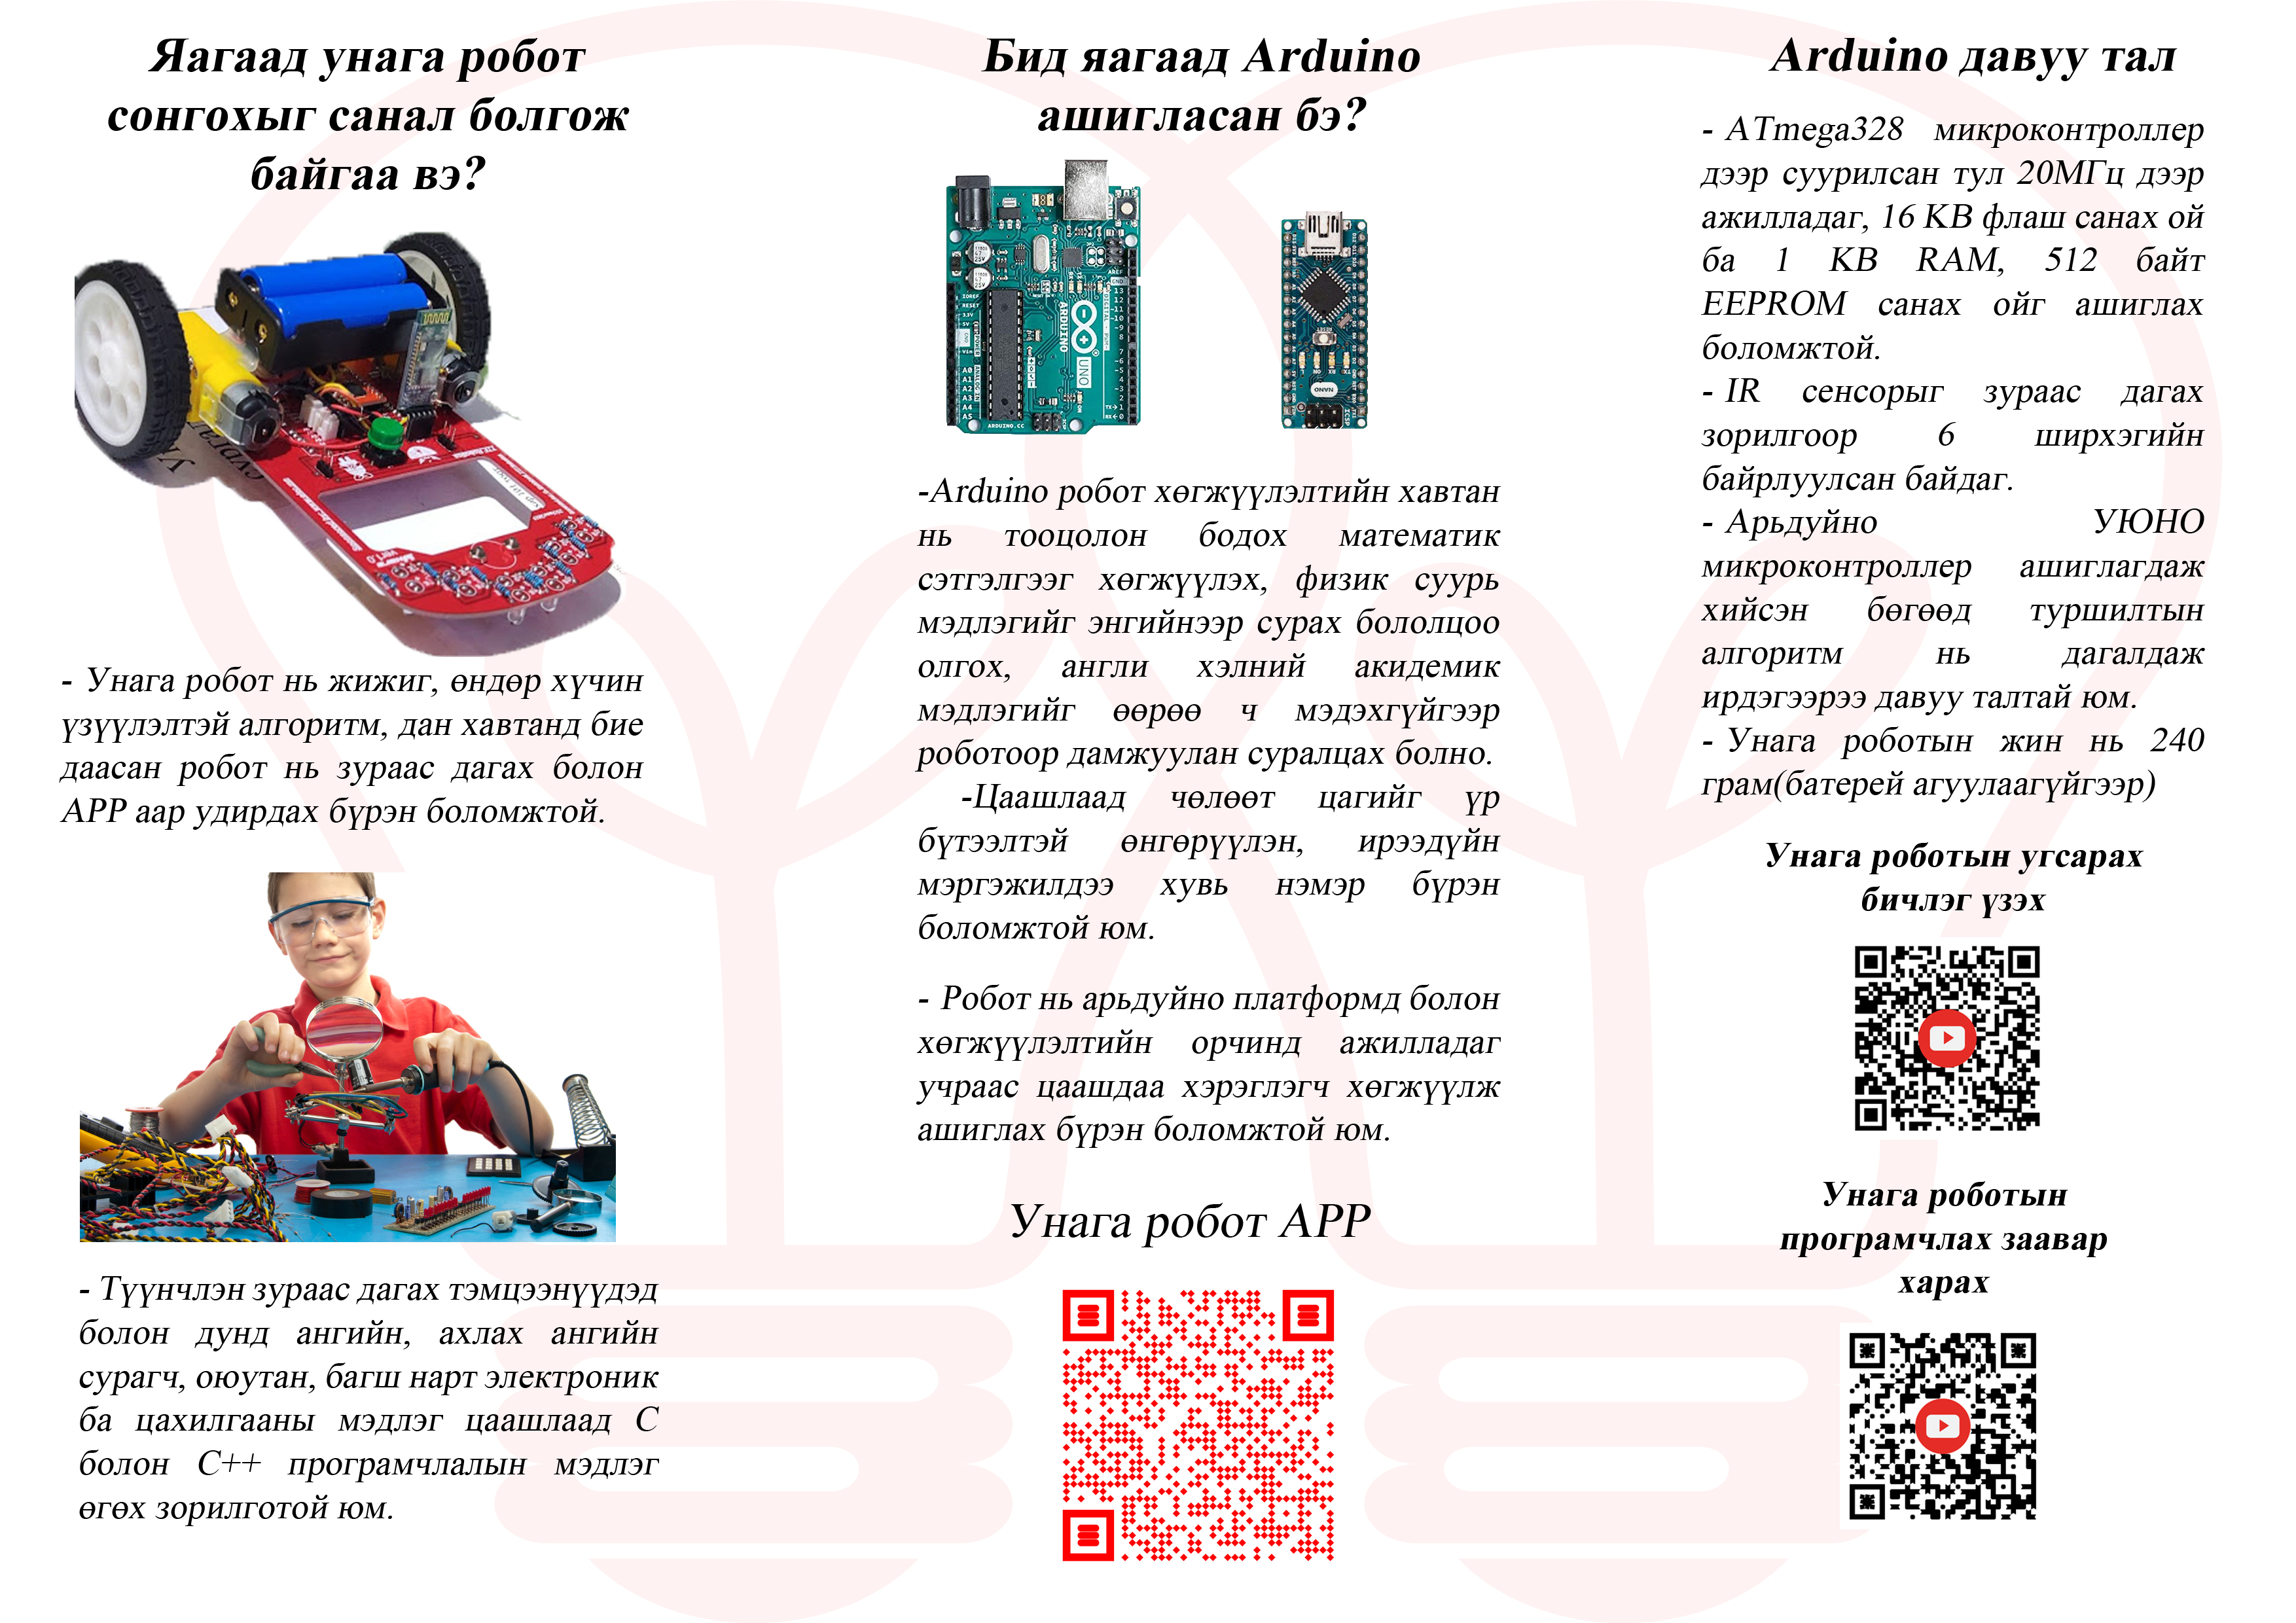 Яагаад унага робот
сонгохыг санал болгож
байгаа вэ?
- Унага робот нь жижиг, өндөр хүчин
үзүүлэлтэй алгоритм, дан хавтанд бие
даасан робот нь зураас дагах болон
APP аар удирдах бүрэн боломжтой.
- Түүнчлэн зураас дагах тэмцээнүүдэд
болон дунд ангийн, ахлах ангийн
сурагч, оюутан, багш нарт электроник
ба цахилгааны мэдлэг цаашлаад C
болон C++ програмчлалын мэдлэг
өгөх зорилготой юм.
Бид яагаад Arduino
ашигласан бэ?
ARDUINO
UNO
NANO
ARDUINO.CC
-Arduino робот хөгжүүлэлтийн хавтан
нь тооцолон бодох математик
сэтгэлгээг хөгжүүлэх, физик суурь
мэдлэгийг энгийнээр сурах бололцоо
олгох, англи хэлний акидемик
мэдлэгийг өөрөө ч мэдэхгүйгээр
роботоор дамжуулан суралцах болно.
-Цаашлаад чөлөөт цагийг үр
бүтээлтэй өнгөрүүлэн, ирээдүйн
мэргэжилдээ хувь нэмэр бүрэн
боломжтой юм.
- Робот нь арьдуйно платформд болон
хөгжүүлэлтийн орчинд ажилладаг
учраас цаашдаа хэрэглэгч хөгжүүлж
ашиглах бүрэн боломжтой юм.
Унага робот APP
Arduino давуу тал
- ATmega328 микроконтроллер
дээр суурилсан тул 20МГц дээр
ажилладаг, 16 KB флаш санах ой
ба 1 KB RAM, 512 байт
EEPROM санах ойг ашиглах
боломжтой.
- IR сенсорыг зураас дагах
зорилгоор 6 ширхэгийн
байрлуулсан байдаг.
- Арьдуйно УЮНО
микроконтроллер ашиглагдаж
хийсэн бөгөөд туршилтын
алгоритм нь дагалдаж
ирдэгээрээ давуу талтай юм.
- Унага роботын жин нь 240
грам(батерей агуулаагүйгээр)
Унага роботын угсарах
бичлэг үзэх
Унага роботын
програмчлах заавар
харах